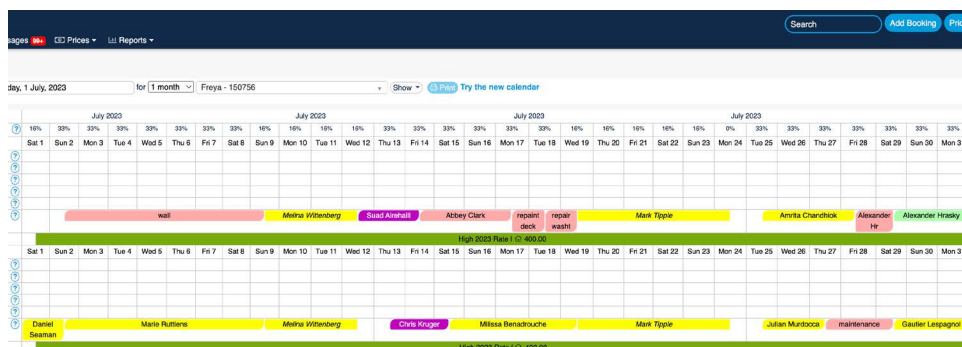 Search Add Booking Pric
sages 99+ Prices Reports
day, 1 July, 2023 for 1 month Freya - 150756 Show Print Try the new calendar
July 2023 July 2023 July 2023 July 2023
? 16% 33% 33% 33% 33% 33% 33% 33% 16% 16% 16% 16% 33% 33% 33% 33% 33% 33% 16% 16% 16% 16% 16% 0% 33% 33% 33% 33% 33% 33% 33%
Sat 1 Sun 2 Mon 3 Tue 4 Wed 5 Thu 6 Fri 7 Sat 8 Sun 9 Mon 10 Tue 11 Wed 12 Thu 13 Fri 14 Sat 15 Sun 16 Mon 17 Tue 18 Wed 19 Thu 20 Fri 21 Sat 22 Sun 23 Mon 24 Tue 25 Wed 26 Thu 27 Fri 28 Sat 29 Sun 30 Mon 3
?
?
?
?
?
? wall Melina Wittenberg Suad Airehaili Abbey Clark repaint repair Mark Tippie Amrita Chandhiok Alexander Alexander Hrasky
deck washt Hr
High 2023 Rate I 400.00
Sat 1 Sun 2 Mon 3 Tue 4 Wed 5 Thu 6 Fri 7 Sat 8 Sun 9 Mon 10 Tue 11 Wed 12 Thu 13 Fri 14 Sat 15 Sun 16 Mon 17 Tue 18 Wed 19 Thu 20 Fri 21 Sat 22 Sun 23 Mon 24 Tue 25 Wed 26 Thu 27 Fri 28 Sat 29 Sun 30 Mon 3
?
?
?
?
?
? Daniel Marie Ruttiens Melina Wittenberg Chris Kruger Milissa Benadrouche Mark Tippie Julian Murdocca maintenance Gautier Lespagnol
Seaman
High 2023 Rate I 400.00